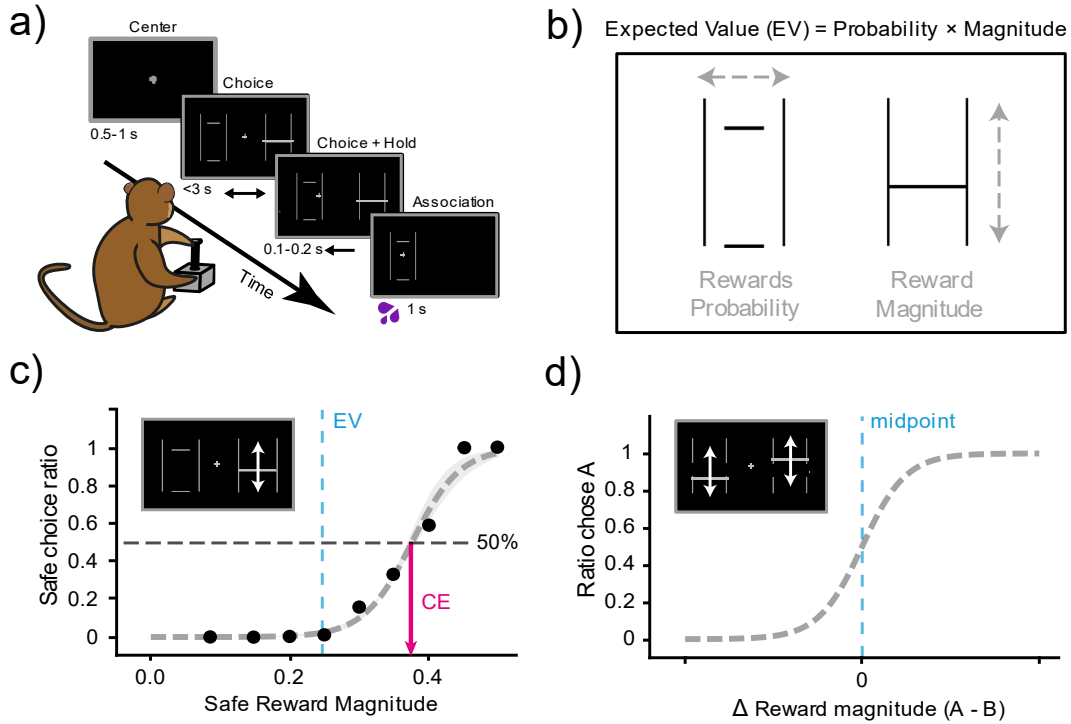 a)
Center
0.5-1 s
Choice
<3 s
Choice + Hold
0.1-0.2 s
Association
1 s
Time
b)
Expected Value (EV) = Probability × Magnitude
Rewards
Probability
Reward
Magnitude
c)
Safe choice ratio
1
0.8
0.6
0.4
0.2
0
EV
50%
CE
0.0
0.2
0.4
Safe Reward Magnitude
d)
Ratio chose A
1
0.8
0.6
0.4
0.2
0
midpoint
0
Δ Reward magnitude (A - B)